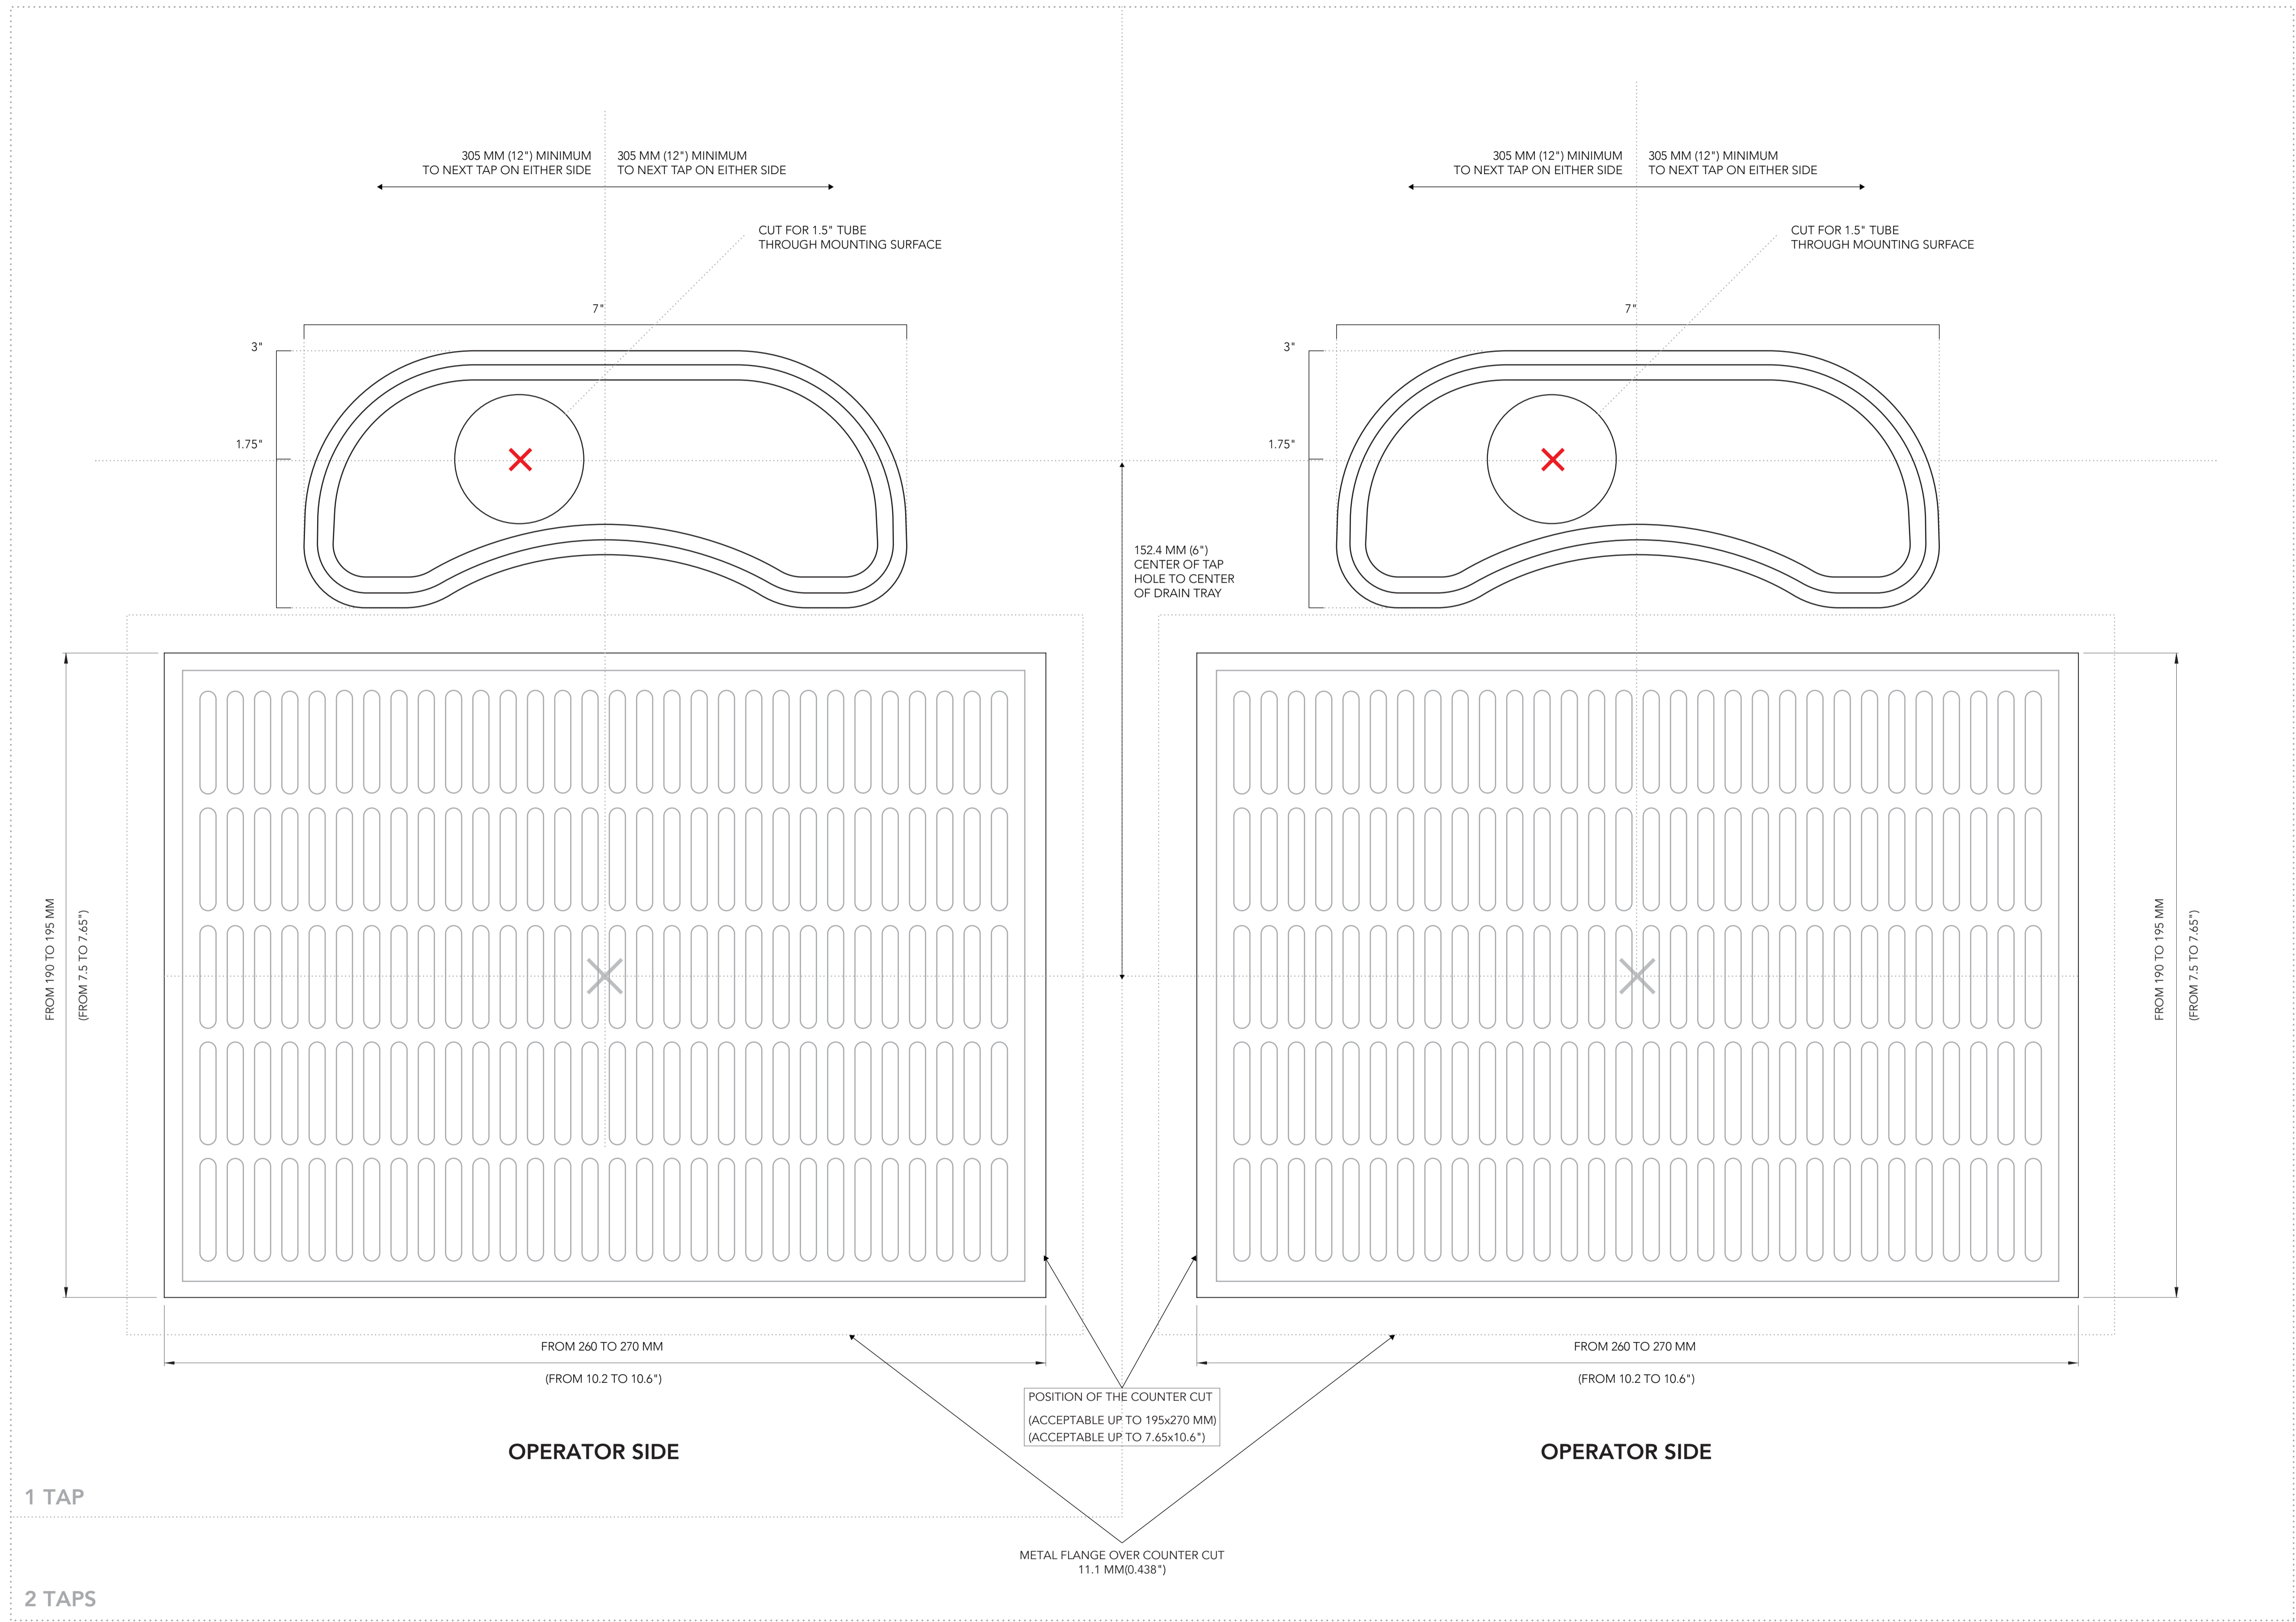 305 MM (12") MINIMUM
TO NEXT TAP ON EITHER SIDE
305 MM (12") MINIMUM
TO NEXT TAP ON EITHER SIDE
305 MM (12") MINIMUM
TO NEXT TAP ON EITHER SIDE
305 MM (12") MINIMUM
TO NEXT TAP ON EITHER SIDE
CUT FOR 1.5" TUBE
THROUGH MOUNTING SURFACE
CUT FOR 1.5" TUBE
THROUGH MOUNTING SURFACE
7"
7"
3"
3"
1.75"
1.75"
152.4 MM (6")
CENTER OF TAP
HOLE TO CENTER
OF DRAIN TRAY
FROM 190 TO 195 MM
(FROM 7.5 TO 7.65")
FROM 190 TO 195 MM
(FROM 7.5 TO 7.65")
FROM 260 TO 270 MM
(FROM 10.2 TO 10.6")
FROM 260 TO 270 MM
(FROM 10.2 TO 10.6")
POSITION OF THE COUNTER CUT
(ACCEPTABLE UP TO 195x270 MM)
(ACCEPTABLE UP TO 7.65x10.6")
OPERATOR SIDE
OPERATOR SIDE
1 TAP
METAL FLANGE OVER COUNTER CUT
11.1 MM(0.438")
2 TAPS